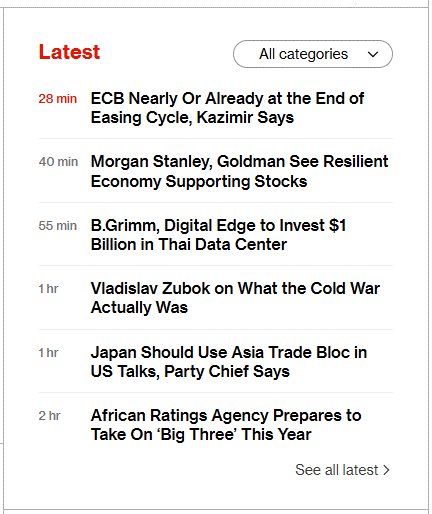 Latest
All categories
28 min
ECB Nearly Or Already at the End of
Easing Cycle, Kazimir Says
40 min
Morgan Stanley, Goldman See Resilient
Economy Supporting Stocks
55 min
B.Grimm, Digital Edge to Invest $1
Billion in Thai Data Center
1 hr
Vladislav Zubok on What the Cold War
Actually Was
1 hr
Japan Should Use Asia Trade Bloc in
US Talks, Party Chief Says
2 hr
African Ratings Agency Prepares to
Take On ‘Big Three’ This Year
See all latest